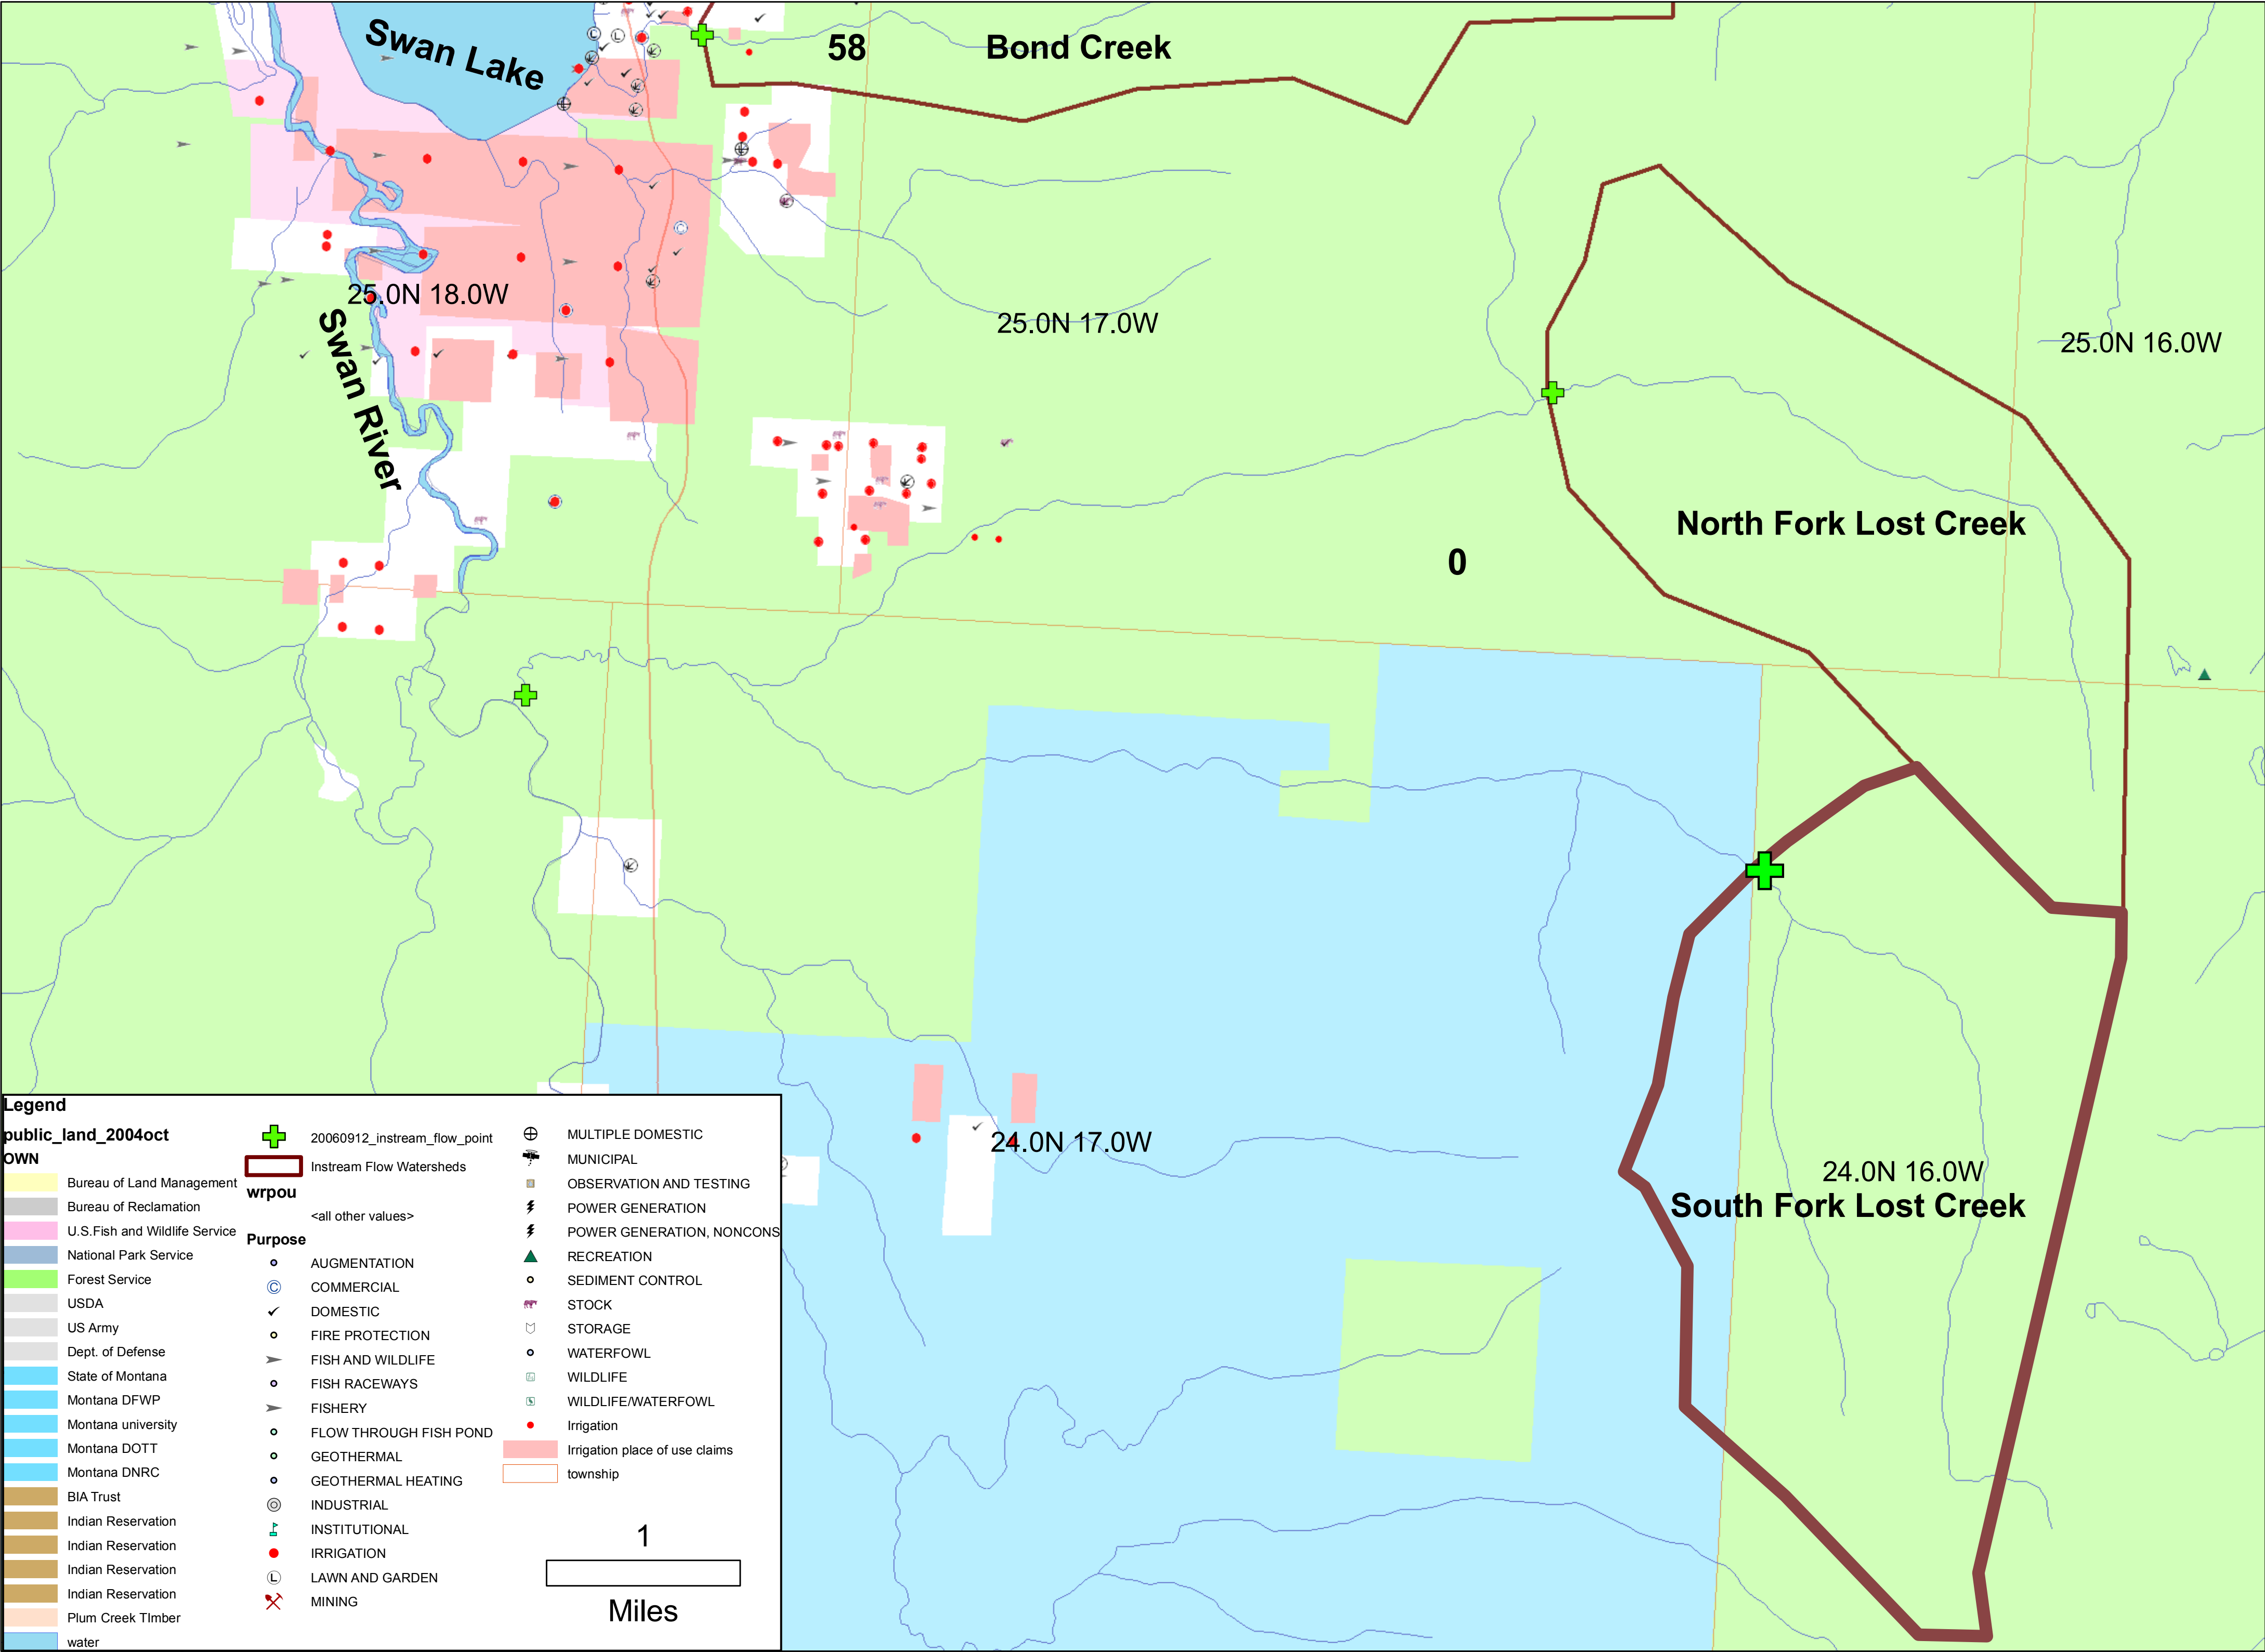 Swan Lake
58
Bond Creek
25.0N 18.0W
Swan River
25.0N 17.0W
25.0N 16.0W
North Fork Lost Creek
0
24.0N 17.0W
24.0N 16.0W
South Fork Lost Creek
Legend
public_land_2004oct
OWN
Bureau of Land Management
Bureau of Reclamation
U.S.Fish and Wildlife Service
National Park Service
Forest Service
USDA
US Army
Dept. of Defense
State of Montana
Montana DFWP
Montana university
Montana DOTT
Montana DNRC
BIA Trust
Indian Reservation
Indian Reservation
Indian Reservation
Indian Reservation
Plum Creek TImber
water
20060912_instream_flow_point
Instream Flow Watersheds
wrpou
<all other values>
Purpose
AUGMENTATION
C COMMERCIAL
DOMESTIC
FIRE PROTECTION
FISH AND WILDLIFE
FISH RACEWAYS
FISHERY
FLOW THROUGH FISH POND
GEOTHERMAL
GEOTHERMAL HEATING
INDUSTRIAL
INSTITUTIONAL
IRRIGATION
L LAWN AND GARDEN
MINING
MULTIPLE DOMESTIC
MUNICIPAL
OBSERVATION AND TESTING
POWER GENERATION
POWER GENERATION, NONCONS
RECREATION
SEDIMENT CONTROL
STOCK
STORAGE
WATERFOWL
WILDLIFE
WILDLIFE/WATERFOWL
Irrigation
Irrigation place of use claims
township
1
Miles